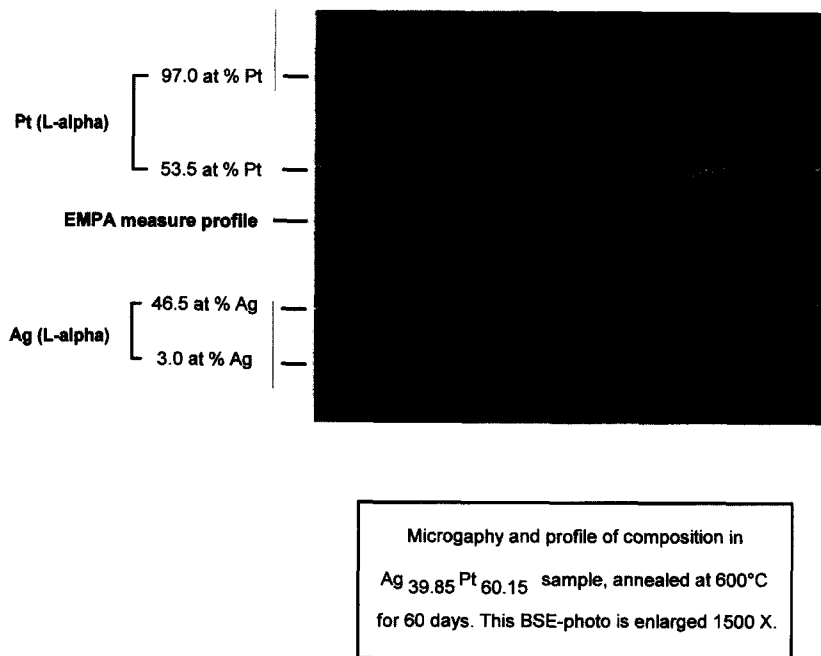 97.0 at % Pt
Pt (L-alpha)
53.5 at % Pt
EMPA measure profile
46.5 at % Ag
Ag (L-alpha)
3.0 at % Ag
Microgaphy and profile of composition in
Ag 39.85 Pt 60.15 sample, annealed at 600°C
for 60 days. This BSE-photo is enlarged 1500 X.